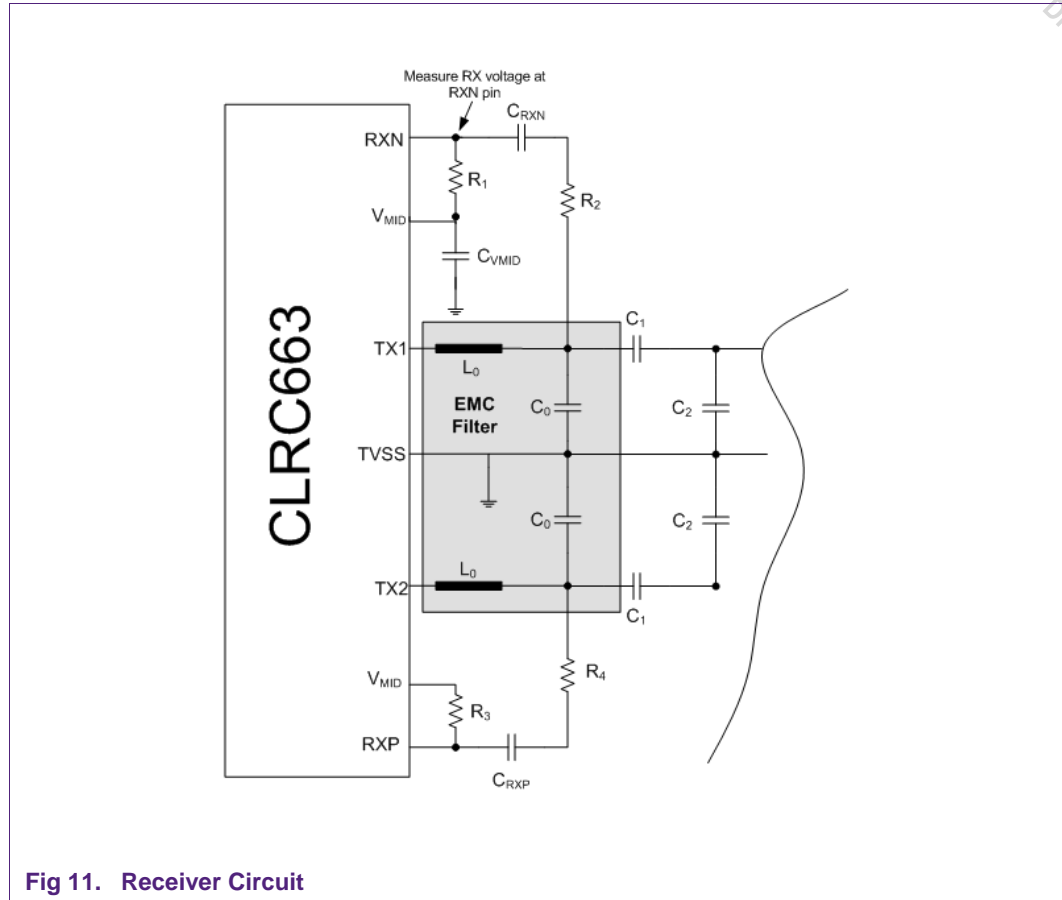 Measure RX voltage at
RXN pin
CRXN
RXN
R1
R2
VMID
CVMID
CLRC663
C1
TX1
L0
EMC
Filter
C0
C2
TVSS
C0
C2
L0
TX2
C1
R4
VMID
R3
RXP
CRXP
Fig 11. Receiver Circuit